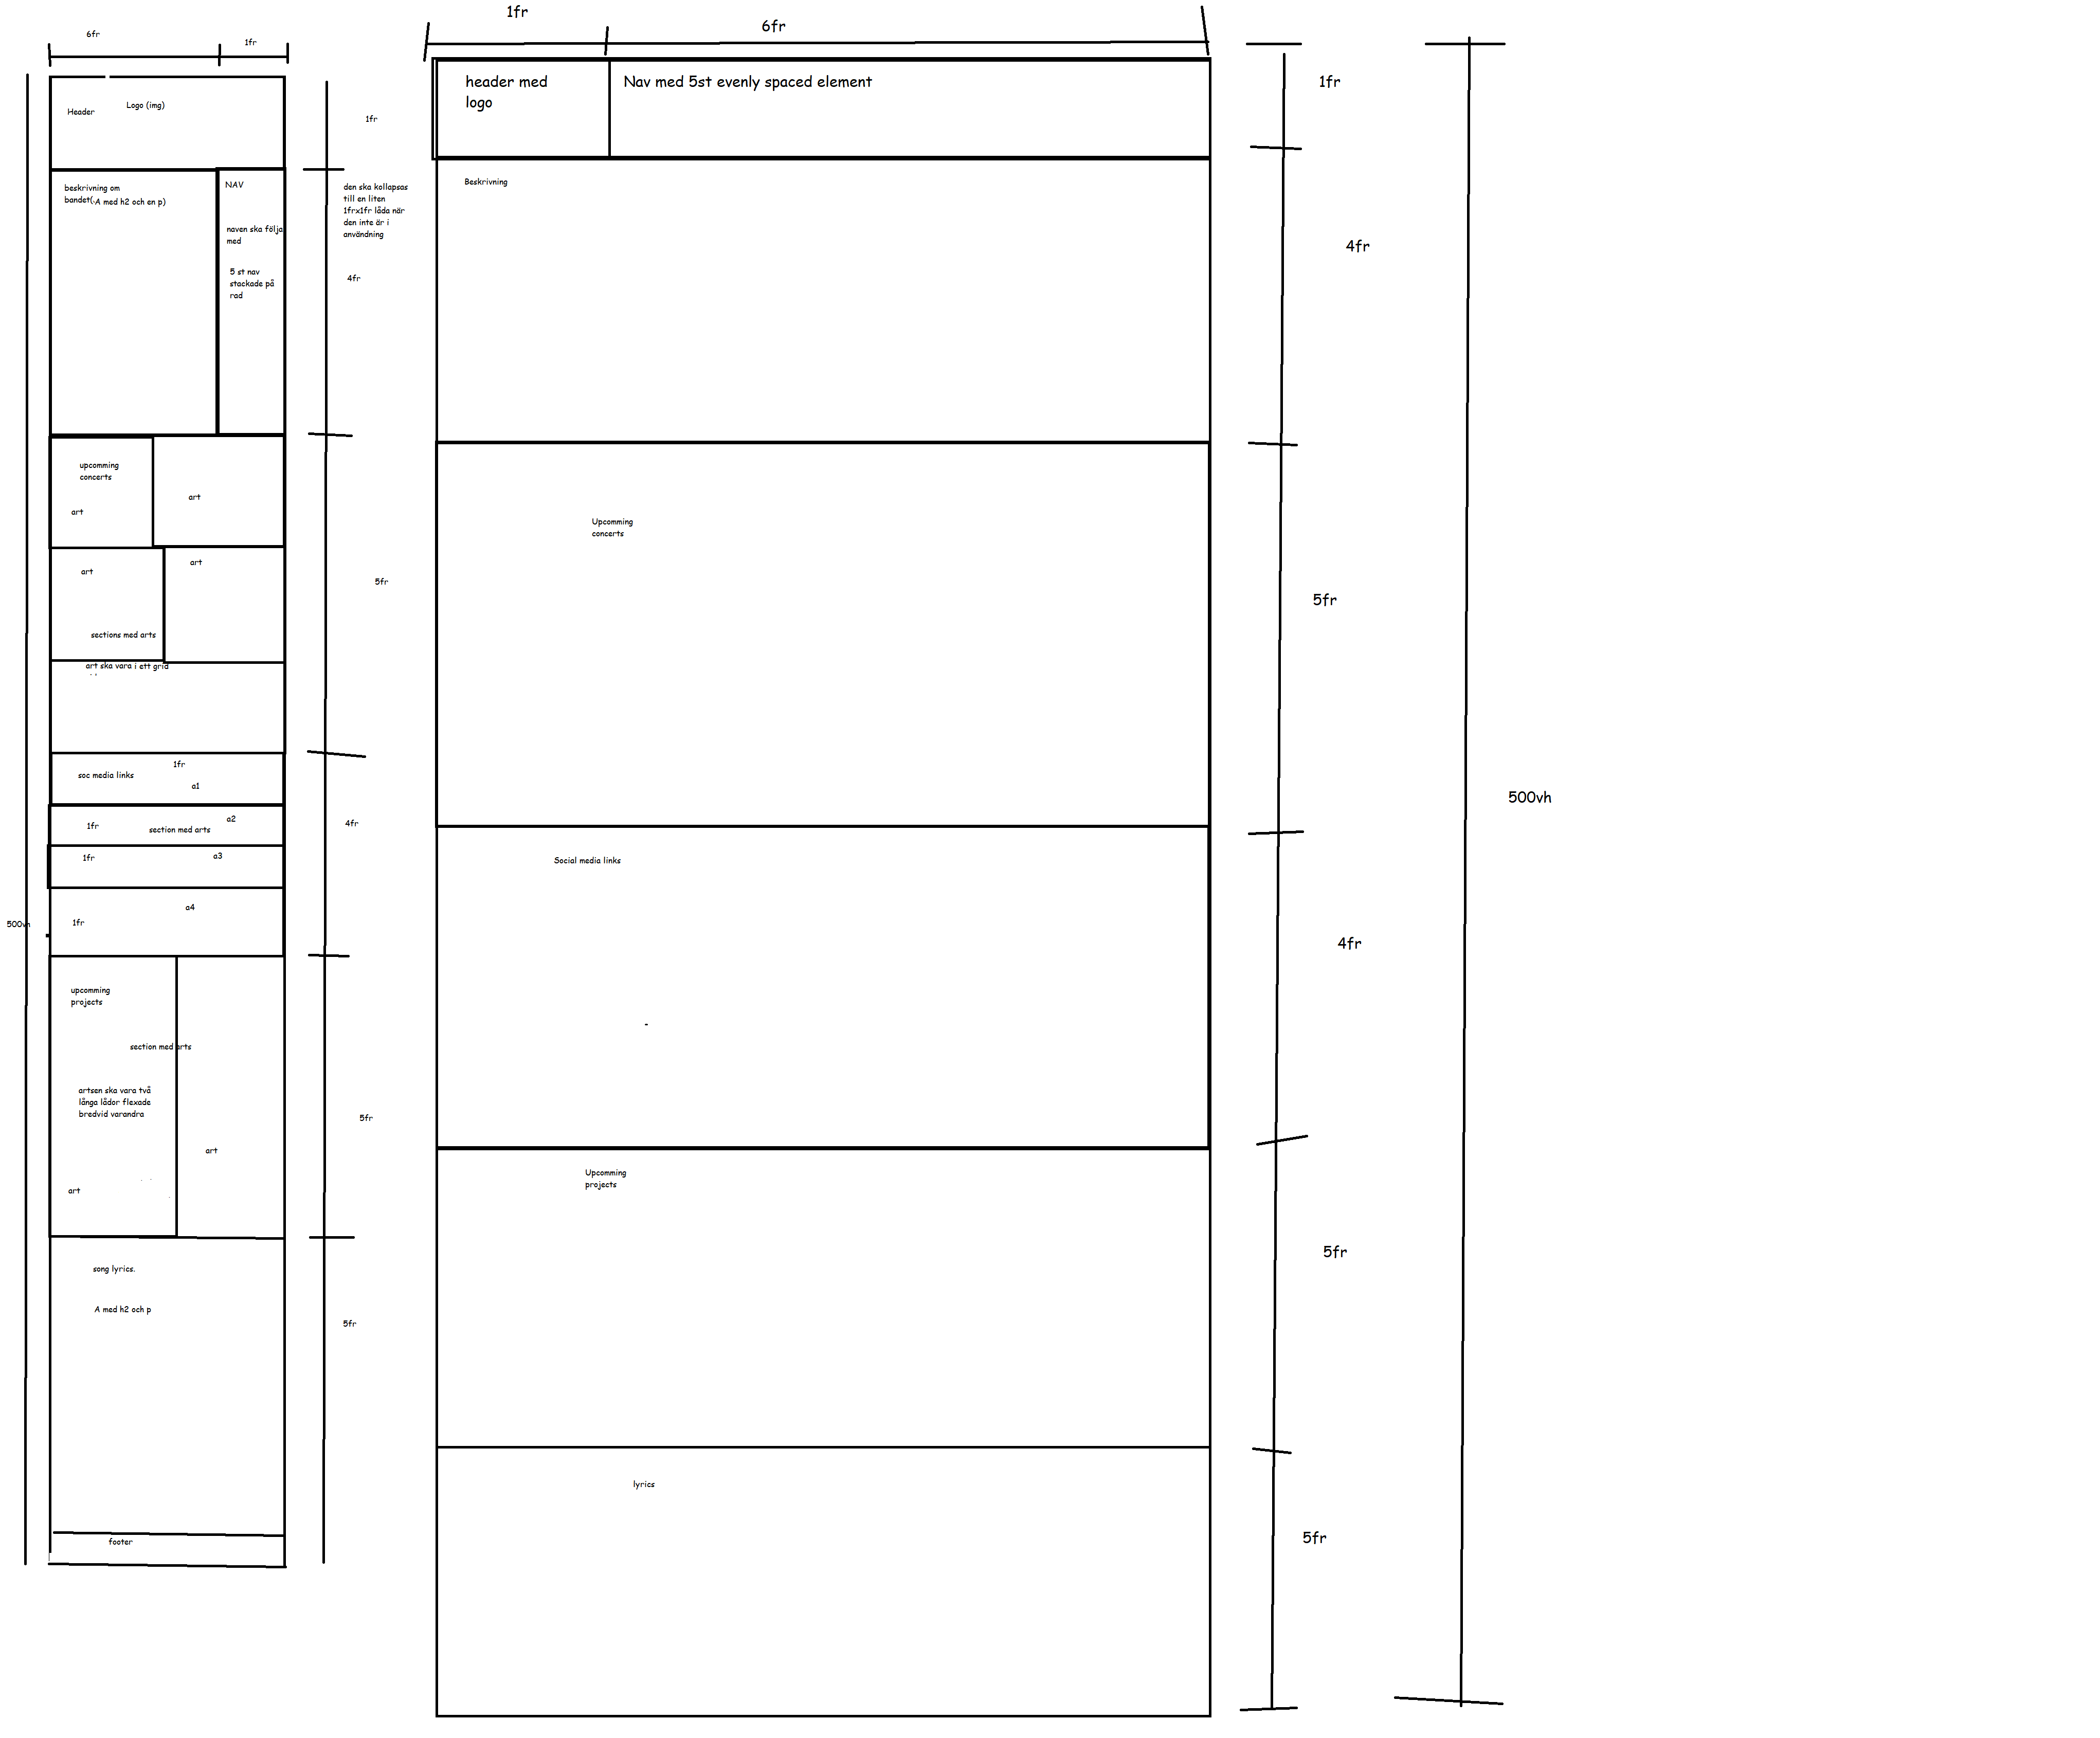 6fr
1fr
Header
Logo (img)
1fr
beskrivning om
bandet(.A med h2 och en p)
NAV
naven ska följa
med
5 st nav
stackade på
rad
den ska kollapsas
till en liten
1frx1fr låda när
den inte är i
användning
4fr
upcomming
concerts
art
art
art
art
sections med arts
art ska vara i ett grid
5fr
soc media links
1fr
a1
1fr
section med arts
a2
1fr
a3
1fr
a4
4fr
500vh
upcomming
projects
section med arts
artsen ska vara två
långa lådor flexade
bredvid varandra
art
art
5fr
song lyrics.
A med h2 och p
5fr
footer
1fr
6fr
header med
logo
Nav med 5st evenly spaced element
1fr
Beskrivning
4fr
Upcomming
concerts
5fr
500vh
Social media links
4fr
Upcomming
projects
5fr
lyrics
5fr